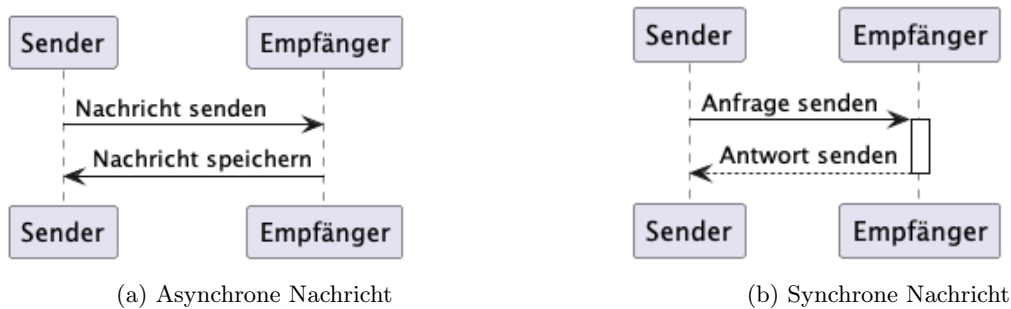 Sender Empfänger
Nachricht senden
Nachricht speichern
Sender Empfänger
(a) Asynchrone Nachricht
Sender Empfänger
Anfrage senden
Antwort senden
Sender Empfänger
(b) Synchrone Nachricht